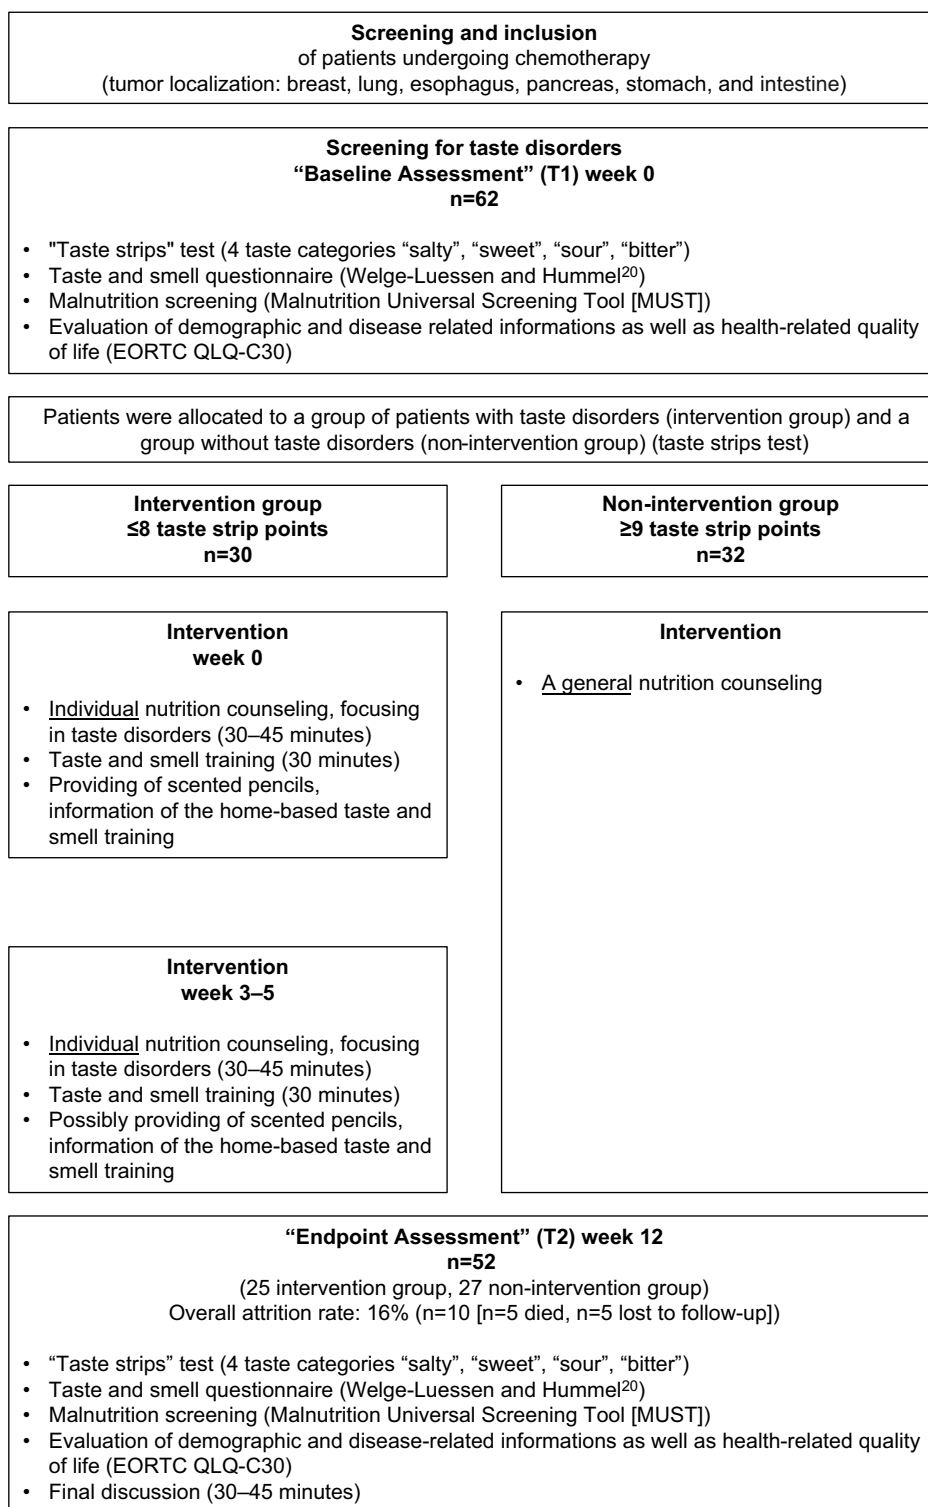 Screening and inclusion
of patients undergoing chemotherapy
(tumor localization: breast, lung, esophagus, pancreas, stomach, and intestine)
Screening for taste disorders
“Baseline Assessment” (T1) week 0
n=62
• "Taste strips" test (4 taste categories “salty”, “sweet”, “sour”, “bitter”)
• Taste and smell questionnaire (Welge-Luessen and Hummel20)
• Malnutrition screening (Malnutrition Universal Screening Tool [MUST])
• Evaluation of demographic and disease related informations as well as health-related quality
of life (EORTC QLQ-C30)
Patients were allocated to a group of patients with taste disorders (intervention group) and a
group without taste disorders (non-intervention group) (taste strips test)
Intervention group
≤8 taste strip points
n=30
Non-intervention group
≥9 taste strip points
n=32
Intervention
week 0
• Individual nutrition counseling, focusing
in taste disorders (30–45 minutes)
• Taste and smell training (30 minutes)
• Providing of scented pencils,
information of the home-based taste and
smell training
Intervention
• A general nutrition counseling
Intervention
week 3–5
• Individual nutrition counseling, focusing
in taste disorders (30–45 minutes)
• Taste and smell training (30 minutes)
• Possibly providing of scented pencils,
information of the home-based taste and
smell training
“Endpoint Assessment” (T2) week 12
n=52
(25 intervention group, 27 non-intervention group)
Overall attrition rate: 16% (n=10 [n=5 died, n=5 lost to follow-up])
• “Taste strips” test (4 taste categories “salty”, “sweet”, “sour”, “bitter”)
• Taste and smell questionnaire (Welge-Luessen and Hummel20)
• Malnutrition screening (Malnutrition Universal Screening Tool [MUST])
• Evaluation of demographic and disease-related informations as well as health-related quality
of life (EORTC QLQ-C30)
• Final discussion (30–45 minutes)